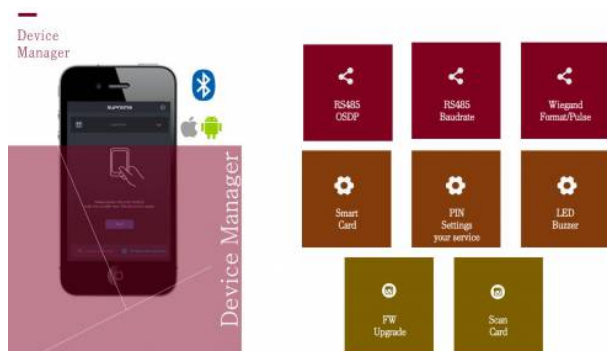 Device
Manager
suprema
Device Manager
RS485
OSDP
RS485
Baudrate
Wiegand
Format/Pulse
Smart
Card
PIN
Settings
your service
LED
Buzzer
FW
Upgrade
Scan
Card